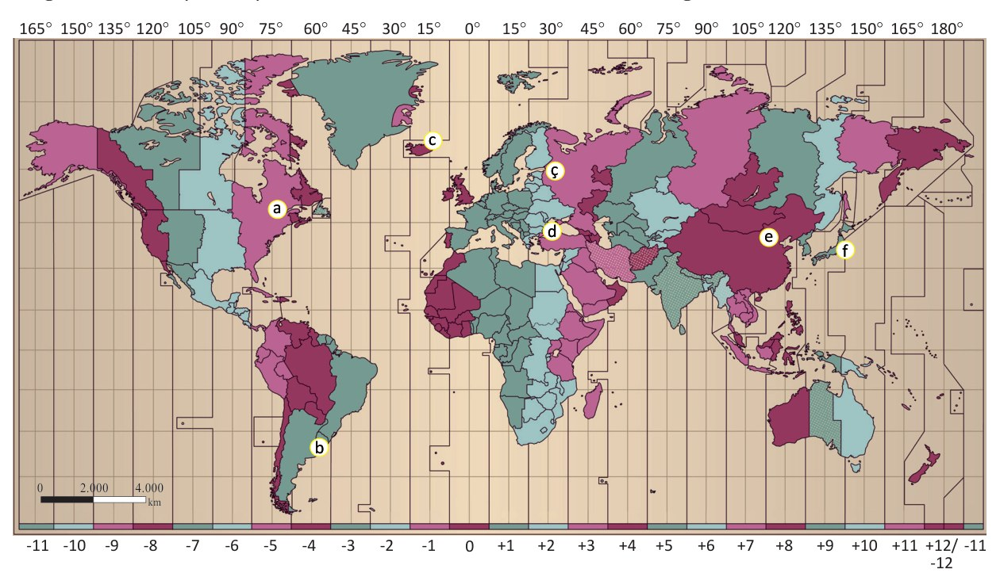 165° 150° 135° 120° 105° 90° 75° 60° 45° 30° 15° 0° 15° 30° 45° 60° 75° 90° 105° 120° 135° 150° 165° 180°
c
ç
a
d
e
f
b
0 2.000 4.000
km
-11 -10 -9 -8 -7 -6 -5 -4 -3 -2 -1 0 +1 +2 +3 +4 +5 +6 +7 +8 +9 +10 +11 +12/ -11
-12